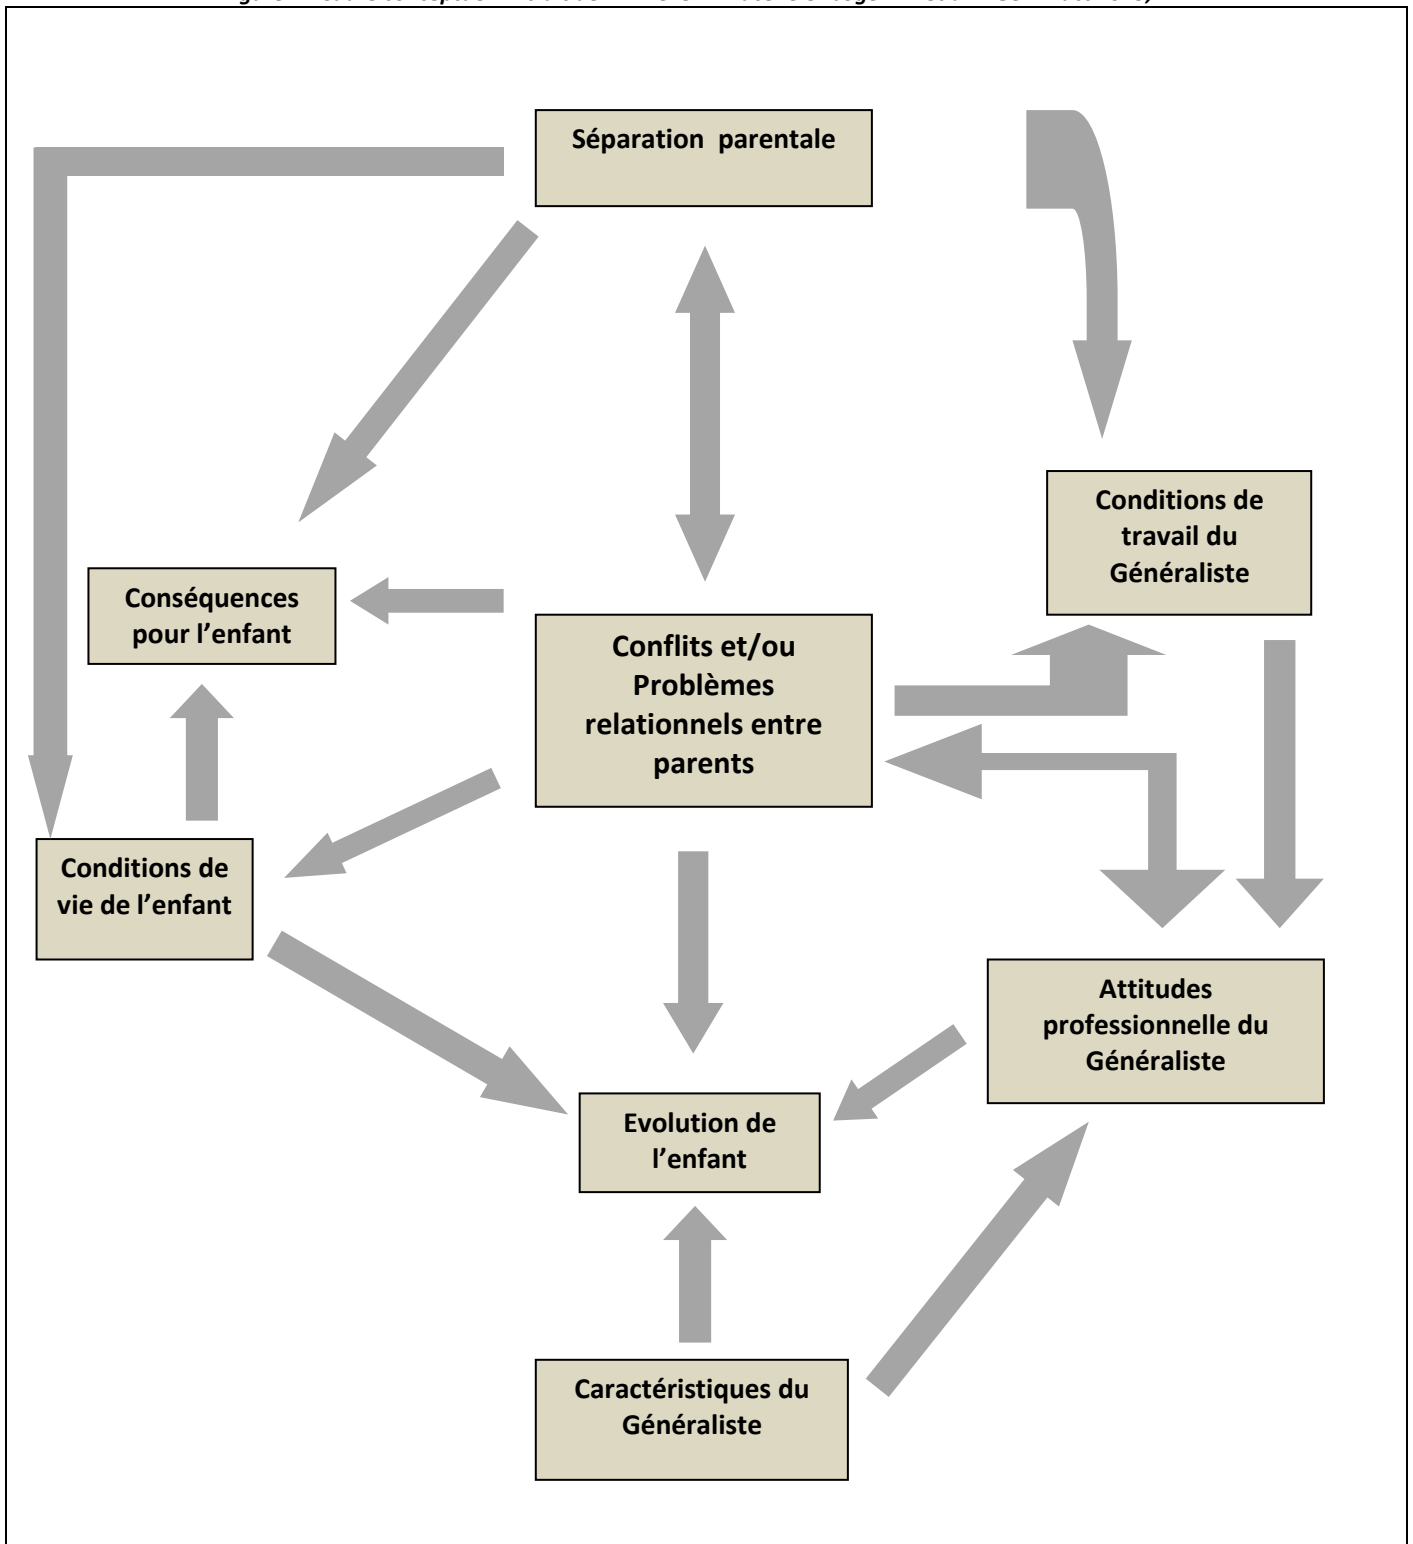 Séparation parentale
Conditions de
travail du
Généraliste
Conséquences
pour l'enfant
Conflits et/ou
Problèmes
relationnels entre
parents
Conditions de
vie de l'enfant
Attitudes
professionnelle du
Généraliste
Evolution de
l'enfant
Caractéristiques du
Généraliste